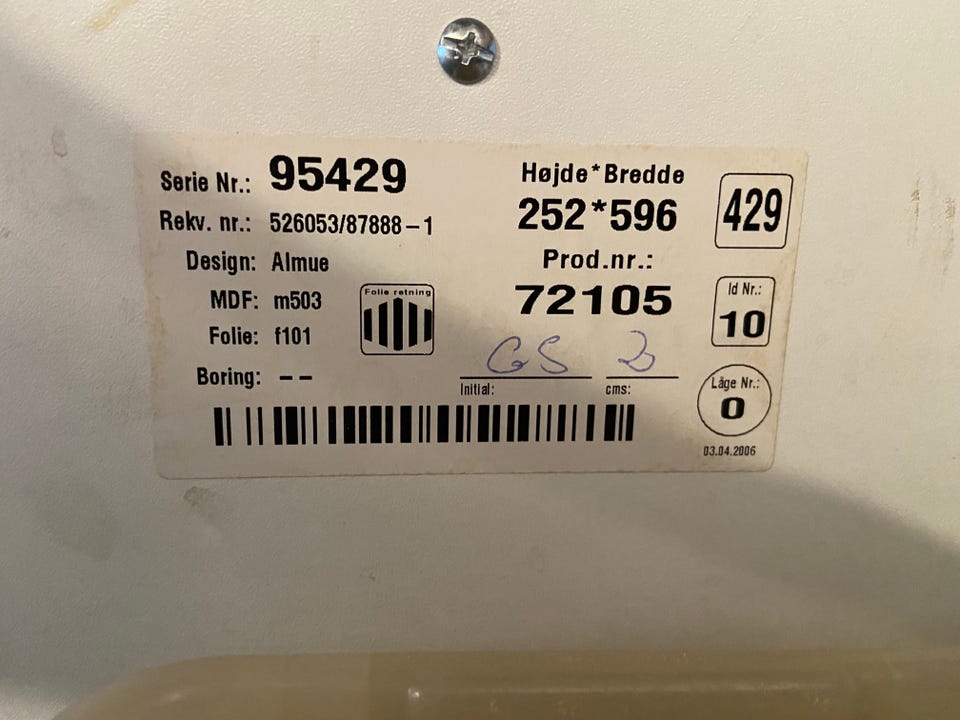 Serie Nr.: 95429
Rekv. nr.: 526053/87888-1
Design: Almue
MDF: m503
Folie: f101
Boring: --
Folie retning
Højde*Bredde
252*596
Prod.nr.:
72105
GS 2
Initial: cms:
429
Id Nr.:
10
Låge Nr.:
0
03.04.2006